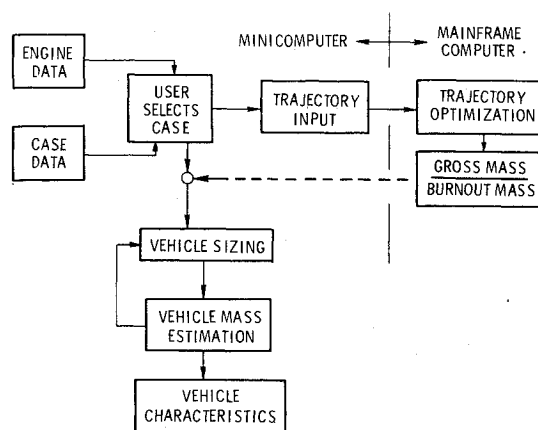 MINICOMPUTER
MAINFRAME
COMPUTER
ENGINE
DATA
USER
SELECTS
CASE
TRAJECTORY
INPUT
TRAJECTORY
OPTIMIZATION
CASE
DATA
GROSS MASS
BURNOUT MASS
VEHICLE SIZING
VEHICLE MASS
ESTIMATION
VEHICLE
CHARACTERISTICS